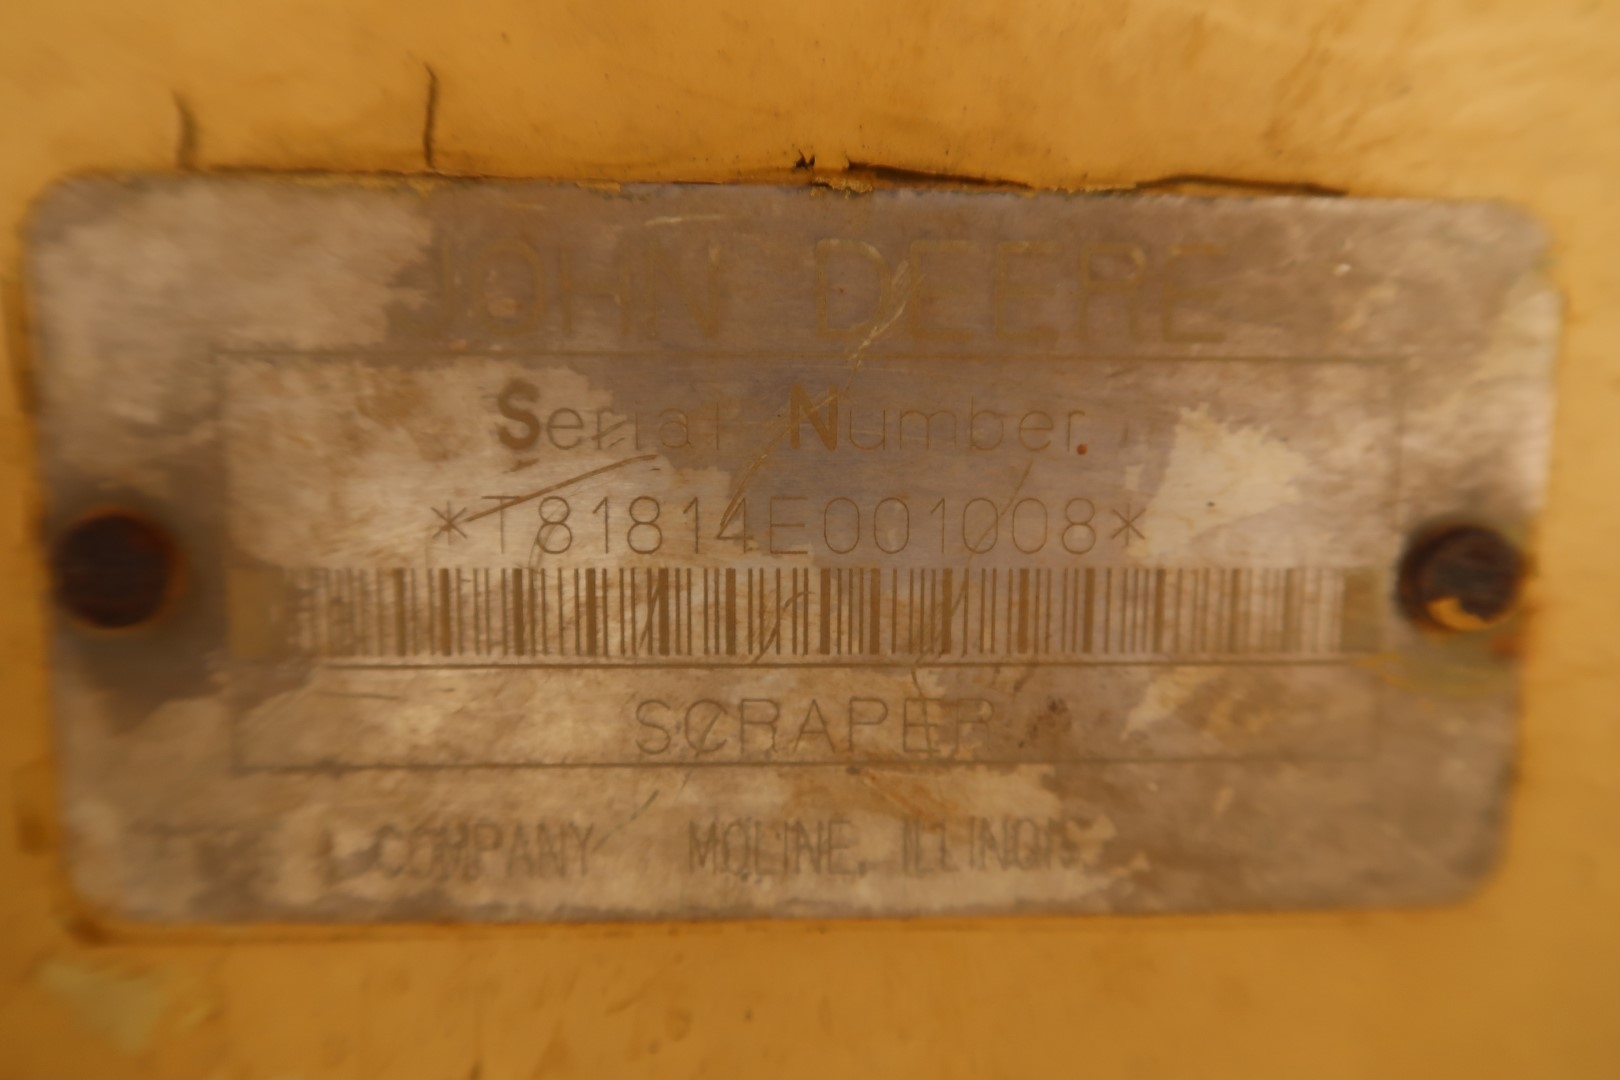 JOHN DEERE
Serial Number
*T81814E001008*
SCRAPER
COMPANY MOLINE, ILLINOIS